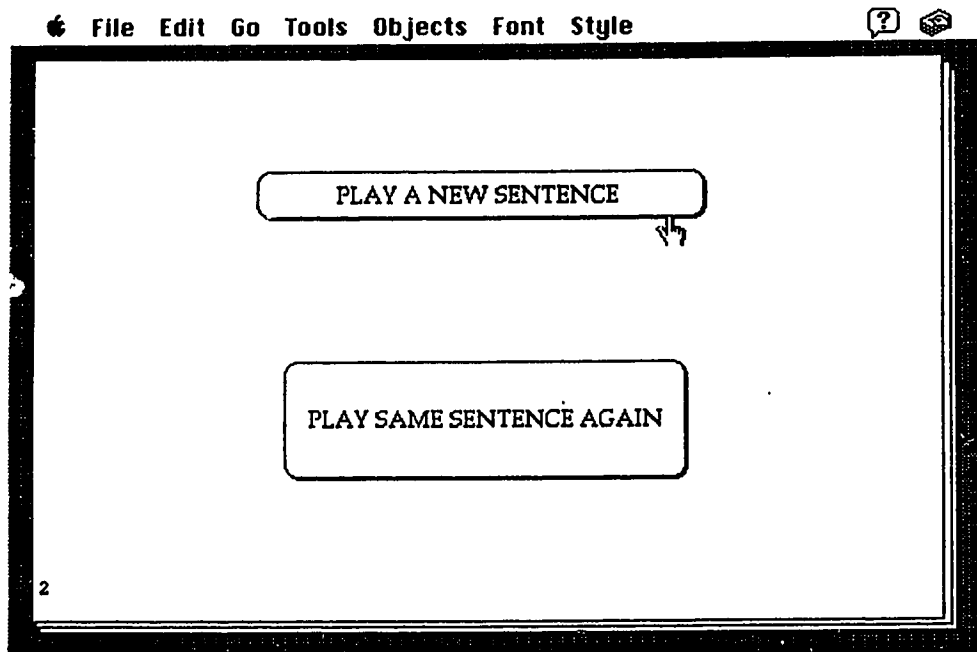 File Edit Go Tools Objects Font Style ?
PLAY A NEW SENTENCE
PLAY SAME SENTENCE AGAIN
2